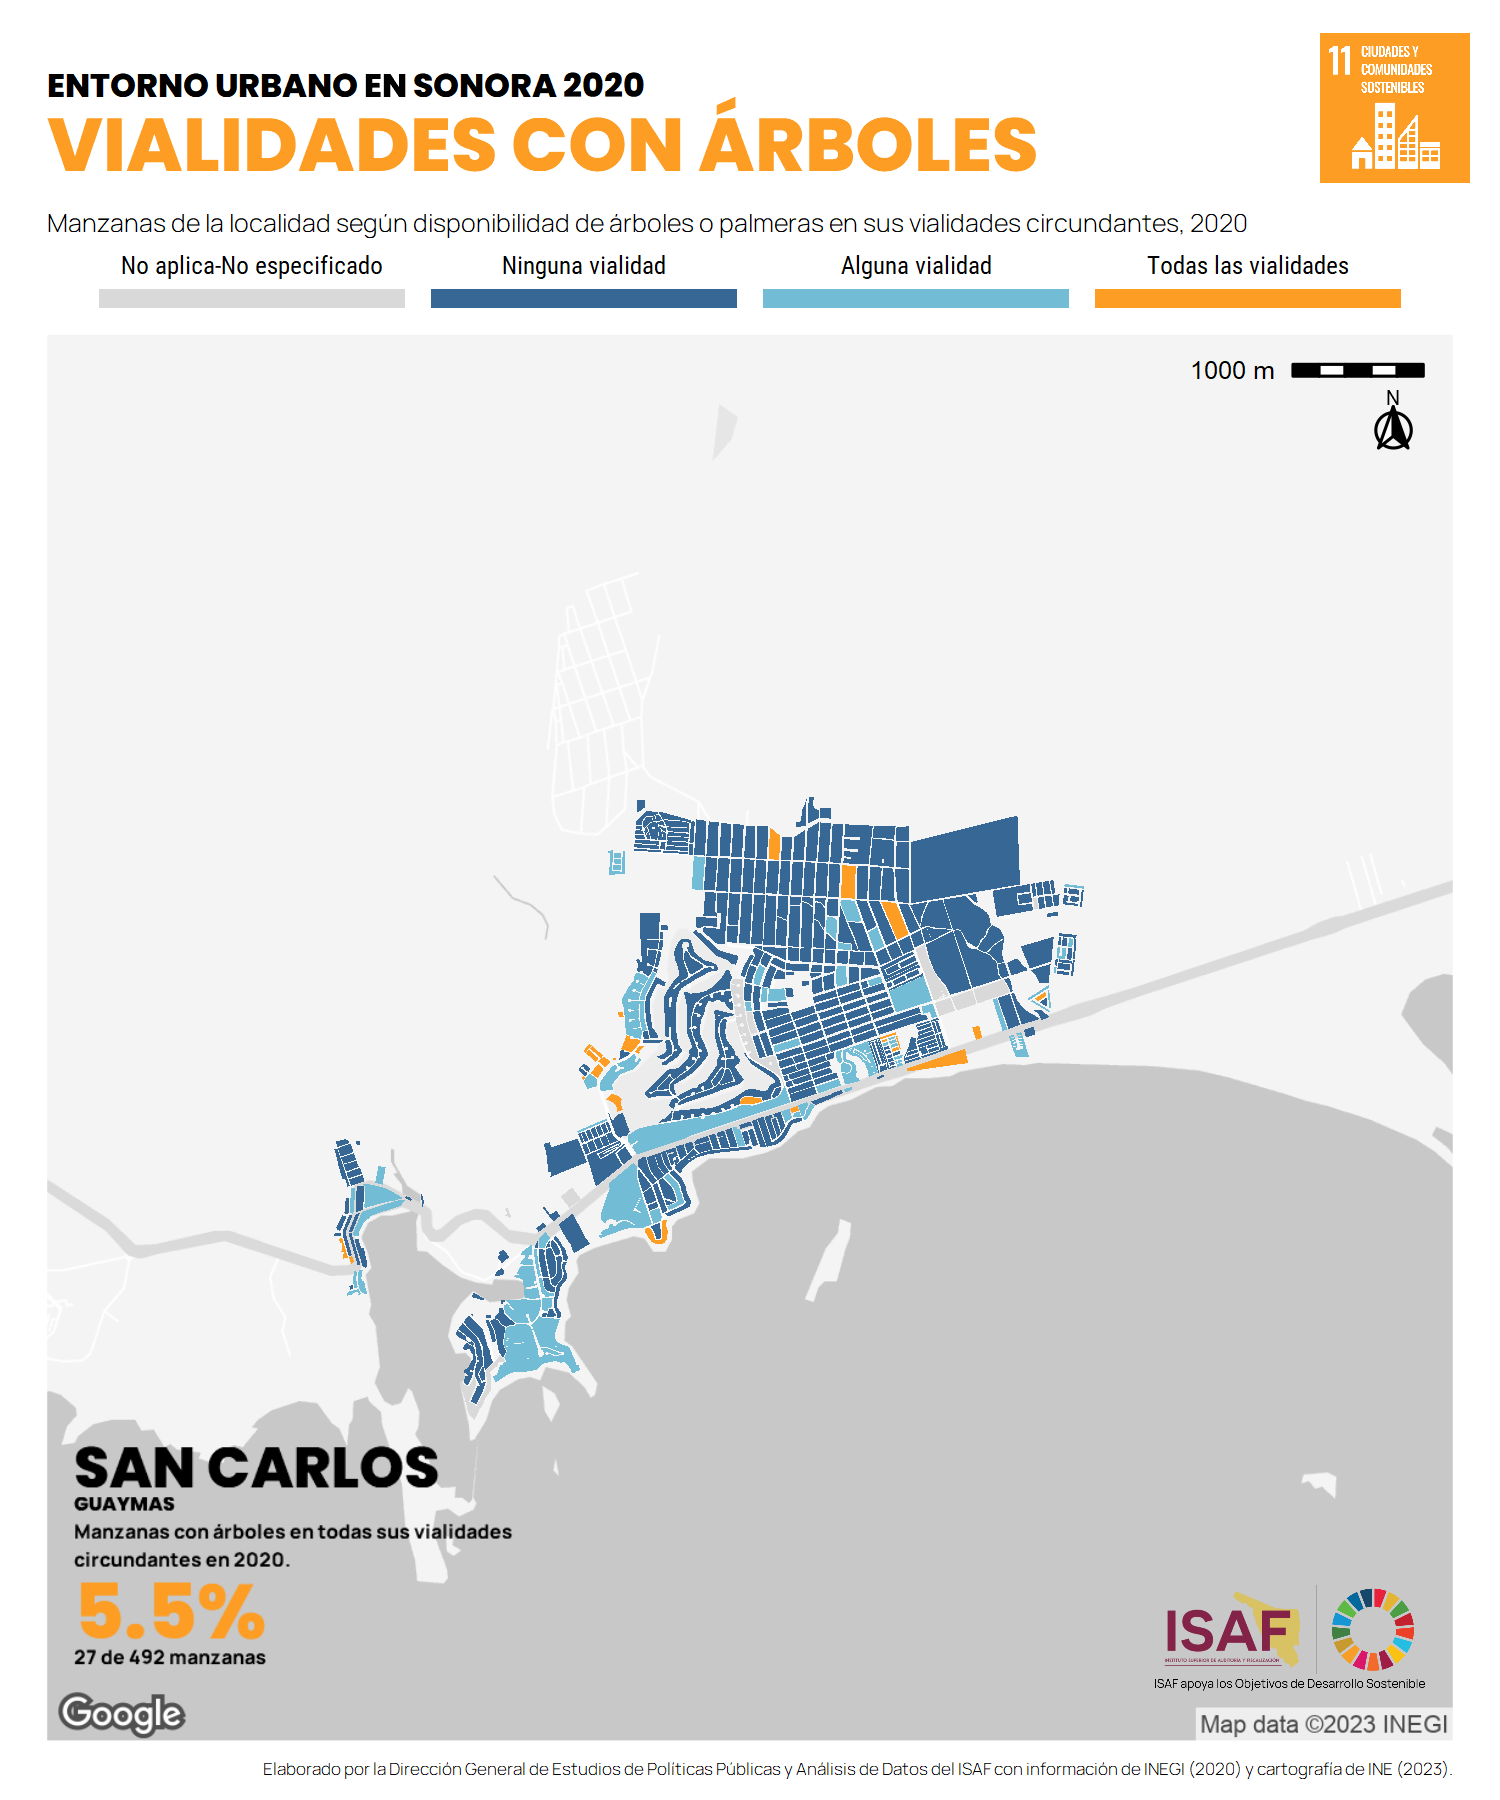 ENTORNO URBANO EN SONORA 2020
VIALIDADES CON ÁRBOLES
11 CIUDADES Y
COMUNIDADES
SOSTENIBLES
Manzanas de la localidad según disponibilidad de árboles o palmeras en sus vialidades circundantes, 2020
No aplica-No especificado
Ninguna vialidad
Alguna vialidad
Todas las vialidades
1000 m
N
SAN CARLOS
GUAYMAS
Manzanas con árboles en todas sus vialidades
circundantes en 2020.
5.5%
27 de 492 manzanas
ISAF
INSTITUTO SUPERIOR DE AUDITORÍA Y FISCALIZACIÓN
ISAF apoya los Objetivos de Desarrollo Sostenible
Google
Map data ©2023 INEGI
Elaborado por la Dirección General de Estudios de Políticas Públicas y Análisis de Datos del ISAF con información de INEGI (2020) y cartografía de INE (2023).